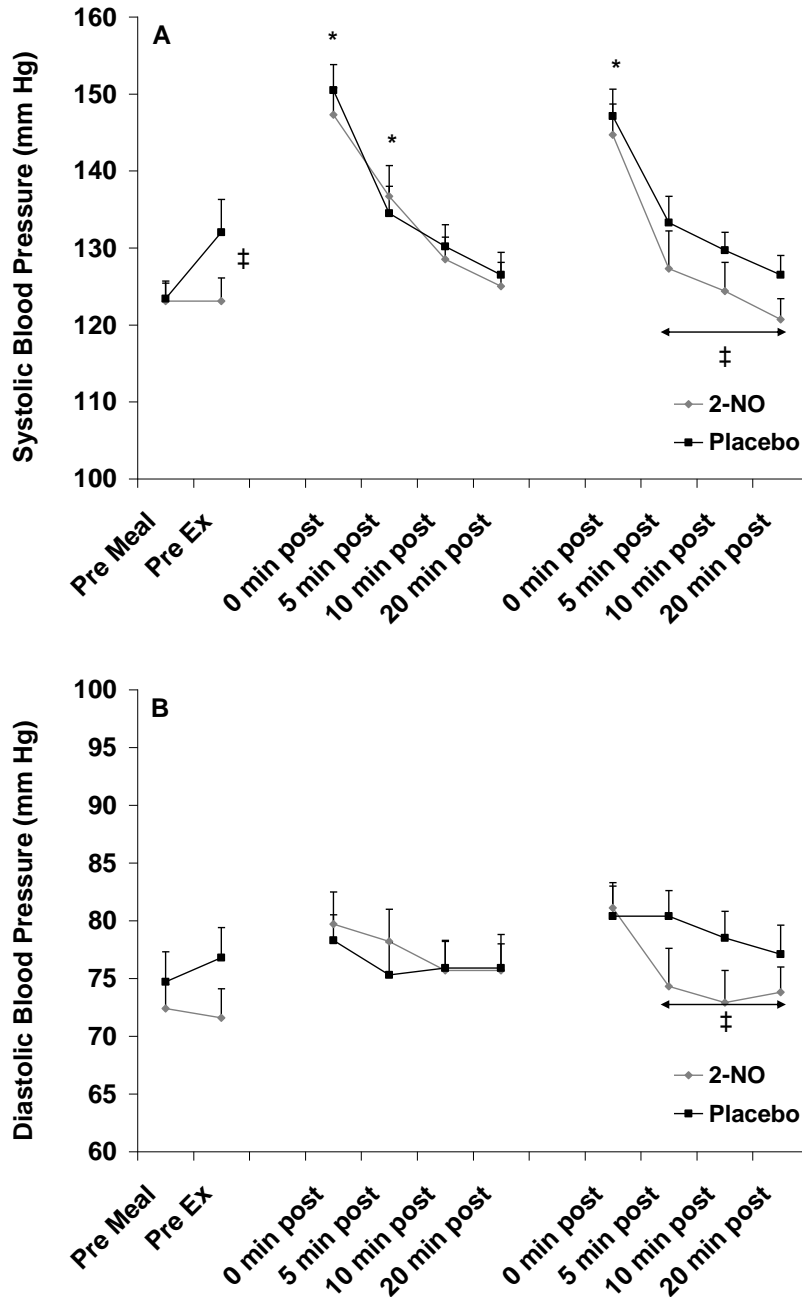 A
Systolic Blood Pressure (mm Hg)
160
150
140
130
120
110
100
*
*
*
‡
‡
2-NO
Placebo
Pre Meal
Pre Ex
0 min post
5 min post
10 min post
20 min post
0 min post
5 min post
10 min post
20 min post
B
Diastolic Blood Pressure (mm Hg)
100
95
90
85
80
75
70
65
60
‡
2-NO
Placebo
Pre Meal
Pre Ex
0 min post
5 min post
10 min post
20 min post
0 min post
5 min post
10 min post
20 min post